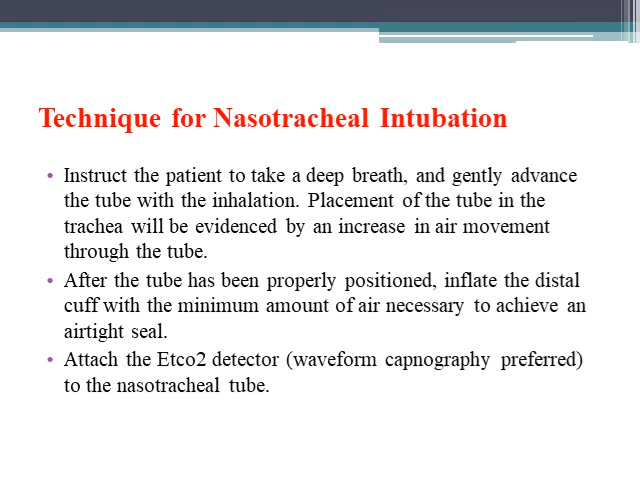 Technique for Nasotracheal Intubation
• Instruct the patient to take a deep breath, and gently advance
the tube with the inhalation. Placement of the tube in the
trachea will be evidenced by an increase in air movement
through the tube.
• After the tube has been properly positioned, inflate the distal
cuff with the minimum amount of air necessary to achieve an
airtight seal.
• Attach the Etco2 detector (waveform capnography preferred)
to the nasotracheal tube.